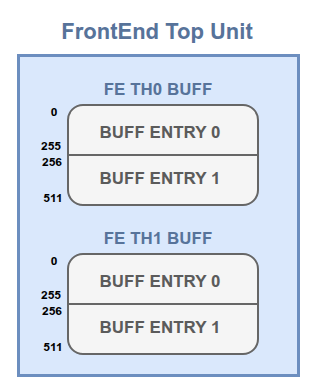 FrontEnd Top Unit
FE TH0 BUFF
0
BUFF ENTRY 0
255
256
BUFF ENTRY 1
511
FE TH1 BUFF
0
BUFF ENTRY 0
255
256
BUFF ENTRY 1
511